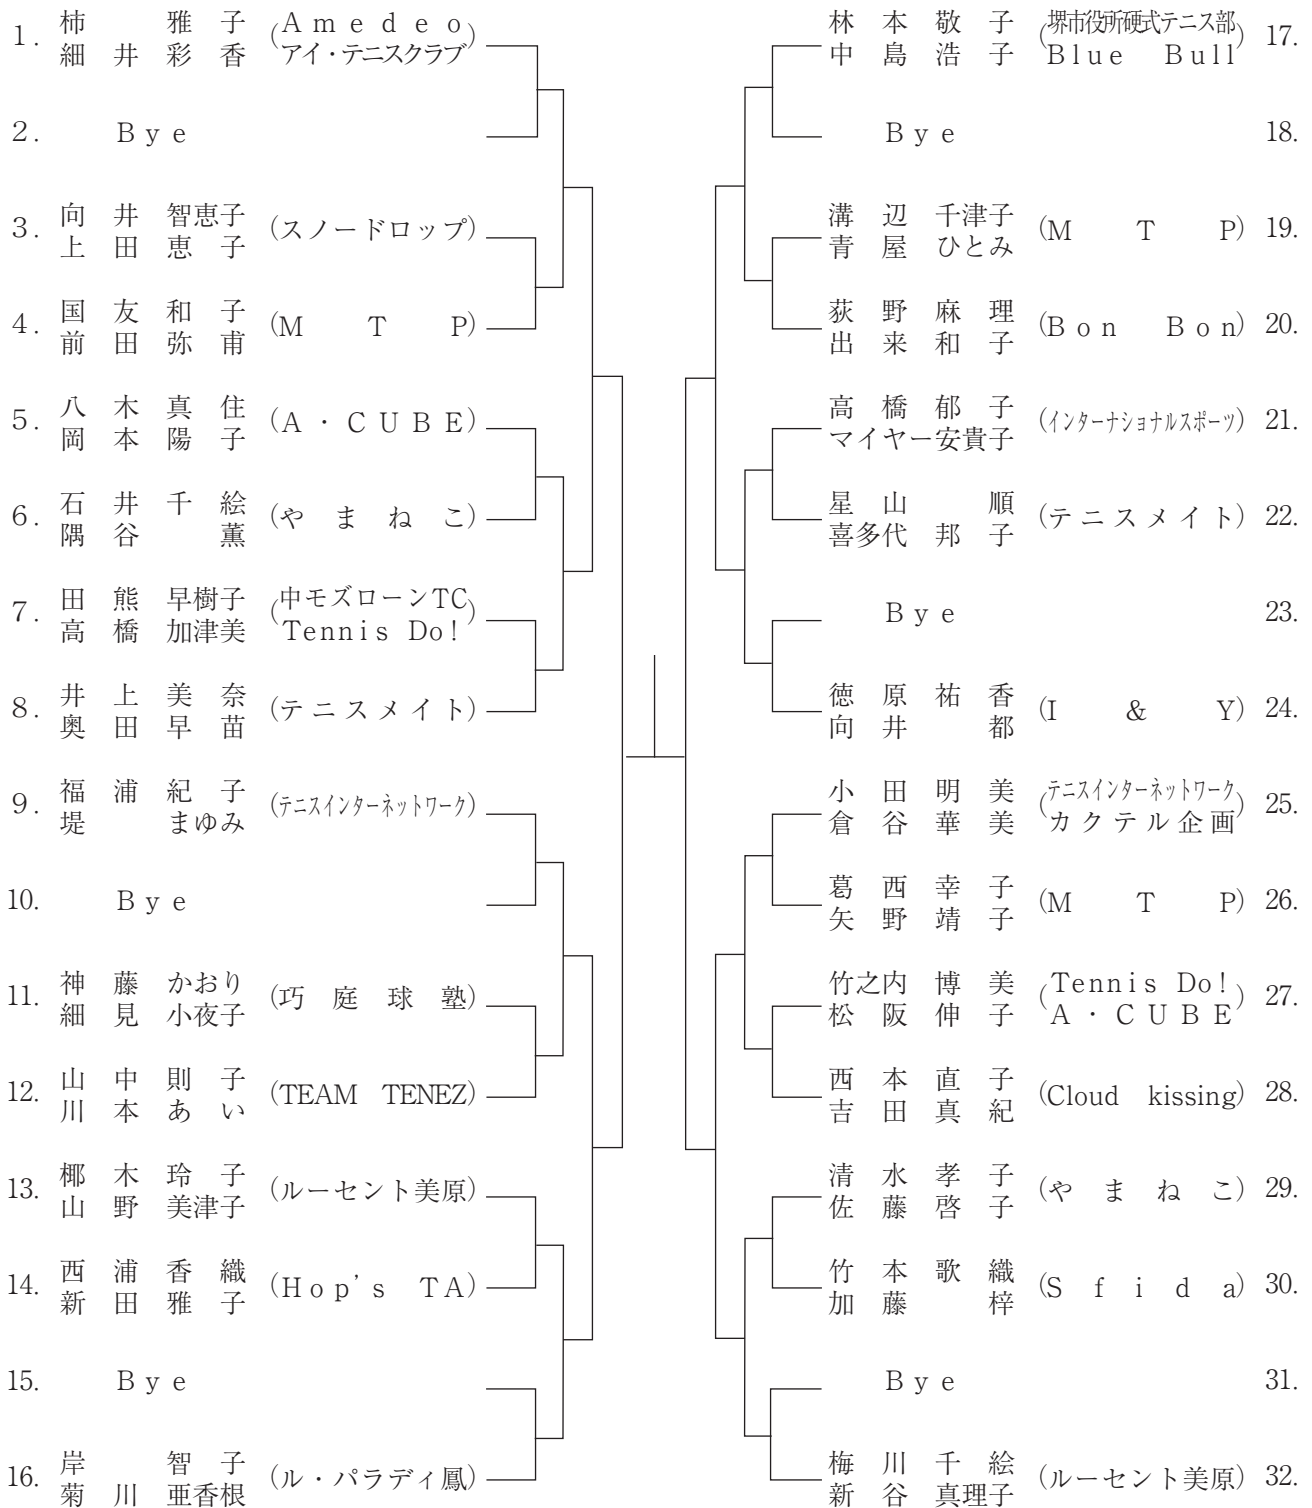 1. 柿 雅 子 (Amedeo)
細 井 彩 香 アイ・テニスクラブ
2. Bye
3. 向 井 智恵子 (スノードロップ)
上 田 恵 子
4. 国 友 和 子 (M T P)
前 田 弥 甫
5. 八 木 真 住 (A・CUBE)
岡 本 陽 子
6. 石 井 千 絵 (やまねこ)
隅 谷 薫
7. 田 熊 早樹子 (中モズローンTC)
高 橋 加津美 Tennis Do!
8. 井 上 美 奈 (テニスメイト)
奥 田 早 苗
9. 福 浦 紀 子 (テニスインターネットワーク)
堤 まゆみ
10. Bye
11. 神 藤 かおり (巧庭球塾)
細 見 小夜子
12. 山 中 則 子 (TEAM TENEZ)
川 本 あ い
13. 椰 木 玲 子 (ルーセント美原)
山 野 美津子
14. 西 浦 香 織 (Hop's TA)
新 田 雅 子
15. Bye
16. 岸 智 子 (ル・パラディ鳳)
菊 川 亜香根
林 本 敬 子 (堺市役所硬式テニス部) 17.
中 島 浩 子 Blue Bull
Bye 18.
溝 辺 千津子 (M T P) 19.
青 屋 ひとみ
荻 野 麻 理 (Bon Bon) 20.
出 来 和 子
高 橋 郁 子 (インターナショナルスポーツ) 21.
マイヤー安貴子
星 山 順 (テニスメイト) 22.
喜多代 邦 子
Bye 23.
徳 原 祐 香 (I & Y) 24.
向 井 都
小 田 明 美 (テニスインターネットワーク) 25.
倉 谷 華 美 カクテル企画
葛 西 幸 子 (M T P) 26.
矢 野 靖 子
竹之内 博 美 (Tennis Do!) 27.
松 阪 伸 子 A・CUBE
西 本 直 子 (Cloud kissing) 28.
吉 田 真 紀
清 水 孝 子 (やまねこ) 29.
佐 藤 啓 子
竹 本 歌 織 (Sfida) 30.
加 藤 梓
Bye 31.
梅 川 千 絵 (ルーセント美原) 32.
新 谷 真理子